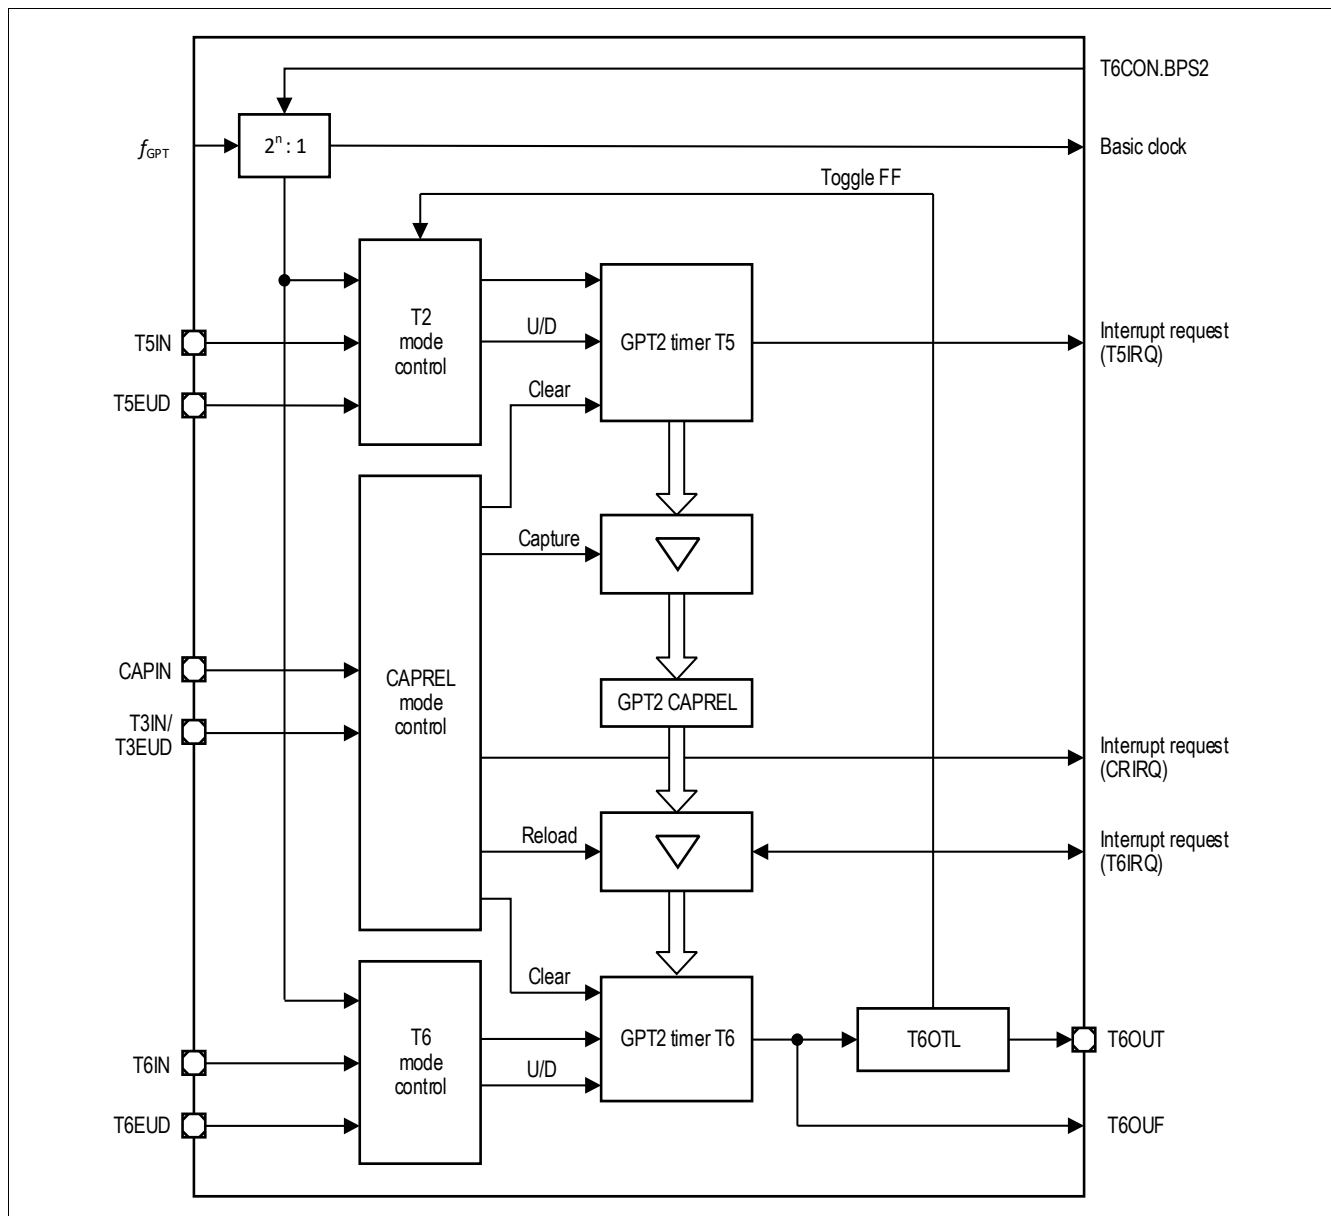 T6CON.BPS2
fGPT
2ⁿ : 1
Basic clock
Toggle FF
T2
mode
control
U/D
GPT2 timer T5
T5IN
Interrupt request
(T5IRQ)
T5EUD
Clear
Capture
CAPIN
CAPREL
mode
control
GPT2 CAPREL
T3IN/
T3EUD
Interrupt request
(CRIRQ)
Reload
Interrupt request
(T6IRQ)
Clear
T6
mode
control
GPT2 timer T6
T6OTL
T6OUT
T6IN
U/D
T6EUD
T6OUF